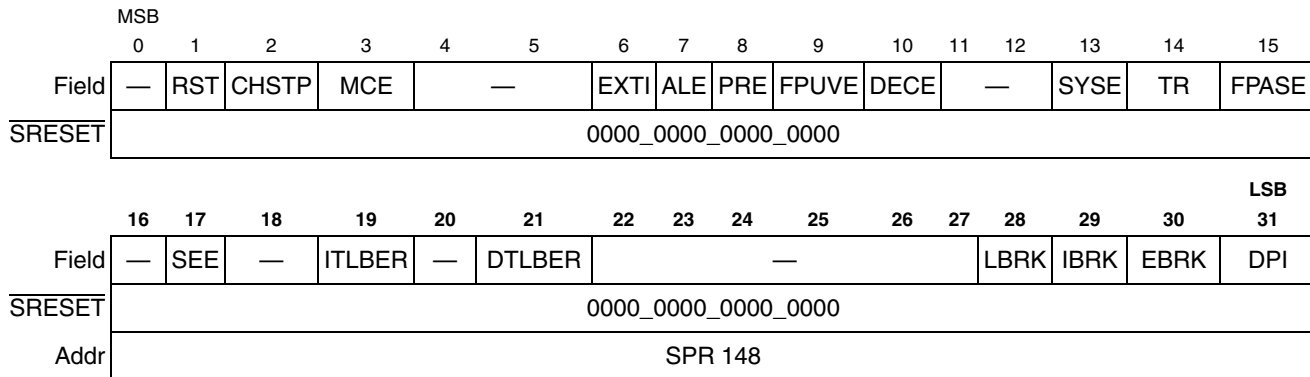 MSB
0 1 2 3 4 5 6 7 8 9 10 11 12 13 14 15
Field — RST CHSTP MCE — EXTI ALE PRE FPUVE DECE — SYSE TR FPASE
SRESET 0000_0000_0000_0000
LSB
16 17 18 19 20 21 22 23 24 25 26 27 28 29 30 31
Field — SEE — ITLBER — DTLBER — LBRK IBRK EBRK DPI
SRESET 0000_0000_0000_0000
Addr SPR 148